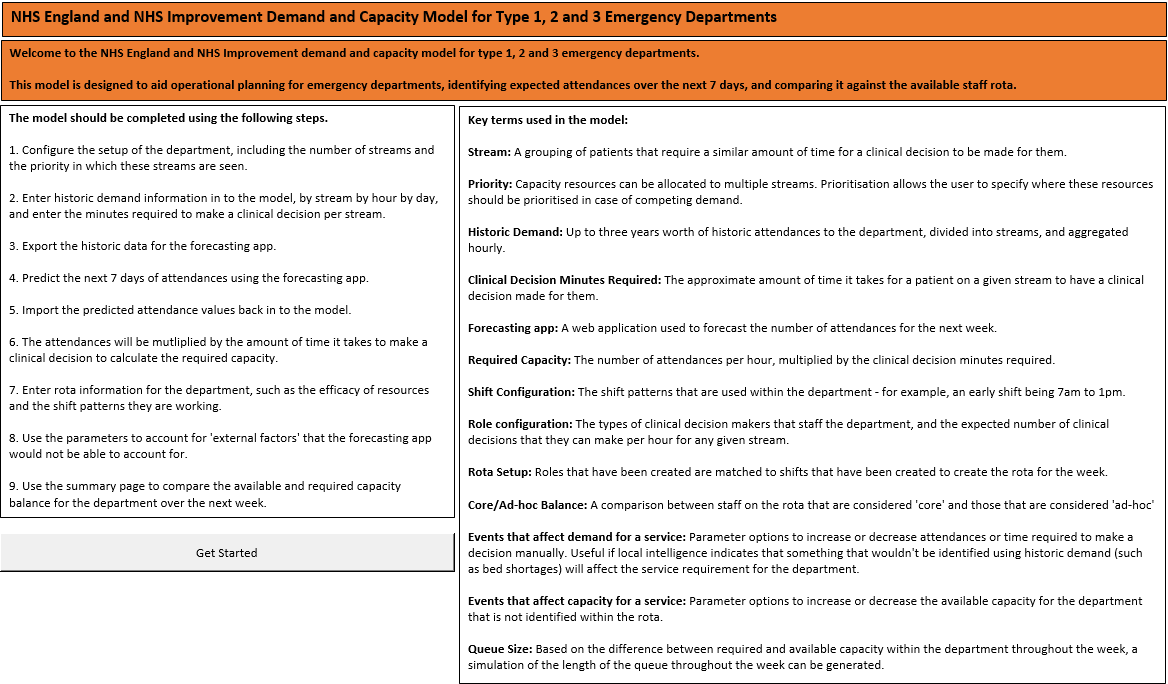 NHS England and NHS Improvement Demand and Capacity Model for Type 1, 2 and 3 Emergency Departments
Welcome to the NHS England and NHS Improvement demand and capacity model for type 1, 2 and 3 emergency departments.
This model is designed to aid operational planning for emergency departments, identifying expected attendances over the next 7 days, and comparing it against the available staff rota.
The model should be completed using the following steps.
1. Configure the setup of the department, including the number of streams and
the priority in which these streams are seen.
2. Enter historic demand information in to the model, by stream by hour by day,
and enter the minutes required to make a clinical decision per stream.
3. Export the historic data for the forecasting app.
4. Predict the next 7 days of attendances using the forecasting app.
5. Import the predicted attendance values back in to the model.
6. The attendances will be mutliplied by the amount of time it takes to make a
clinical decision to calculate the required capacity.
7. Enter rota information for the department, such as the efficacy of resources
and the shift patterns they are working.
8. Use the parameters to account for 'external factors' that the forecasting app
would not be able to account for.
9. Use the summary page to compare the available and required capacity
balance for the department over the next week.
Get Started
Key terms used in the model:
Stream: A grouping of patients that require a similar amount of time for a clinical decision to be made for them.
Priority: Capacity resources can be allocated to multiple streams. Prioritisation allows the user to specify where these resources
should be prioritised in case of competing demand.
Historic Demand: Up to three years worth of historic attendances to the department, divided into streams, and aggregated
hourly.
Clinical Decision Minutes Required: The approximate amount of time it takes for a patient on a given stream to have a clinical
decision made for them.
Forecasting app: A web application used to forecast the number of attendances for the next week.
Required Capacity: The number of attendances per hour, multiplied by the clinical decision minutes required.
Shift Configuration: The shift patterns that are used within the department - for example, an early shift being 7am to 1pm.
Role configuration: The types of clinical decision makers that staff the department, and the expected number of clinical
decisions that they can make per hour for any given stream.
Rota Setup: Roles that have been created are matched to shifts that have been created to create the rota for the week.
Core/Ad-hoc Balance: A comparison between staff on the rota that are considered 'core' and those that are considered 'ad-hoc'
Events that affect demand for a service: Parameter options to increase or decrease attendances or time required to make a
decision manually. Useful if local intelligence indicates that something that wouldn't be identified using historic demand (such
as bed shortages) will affect the service requirement for the department.
Events that affect capacity for a service: Parameter options to increase or decrease the available capacity for the department
that is not identified within the rota.
Queue Size: Based on the difference between required and available capacity within the department throughout the week, a
simulation of the length of the queue throughout the week can be generated.